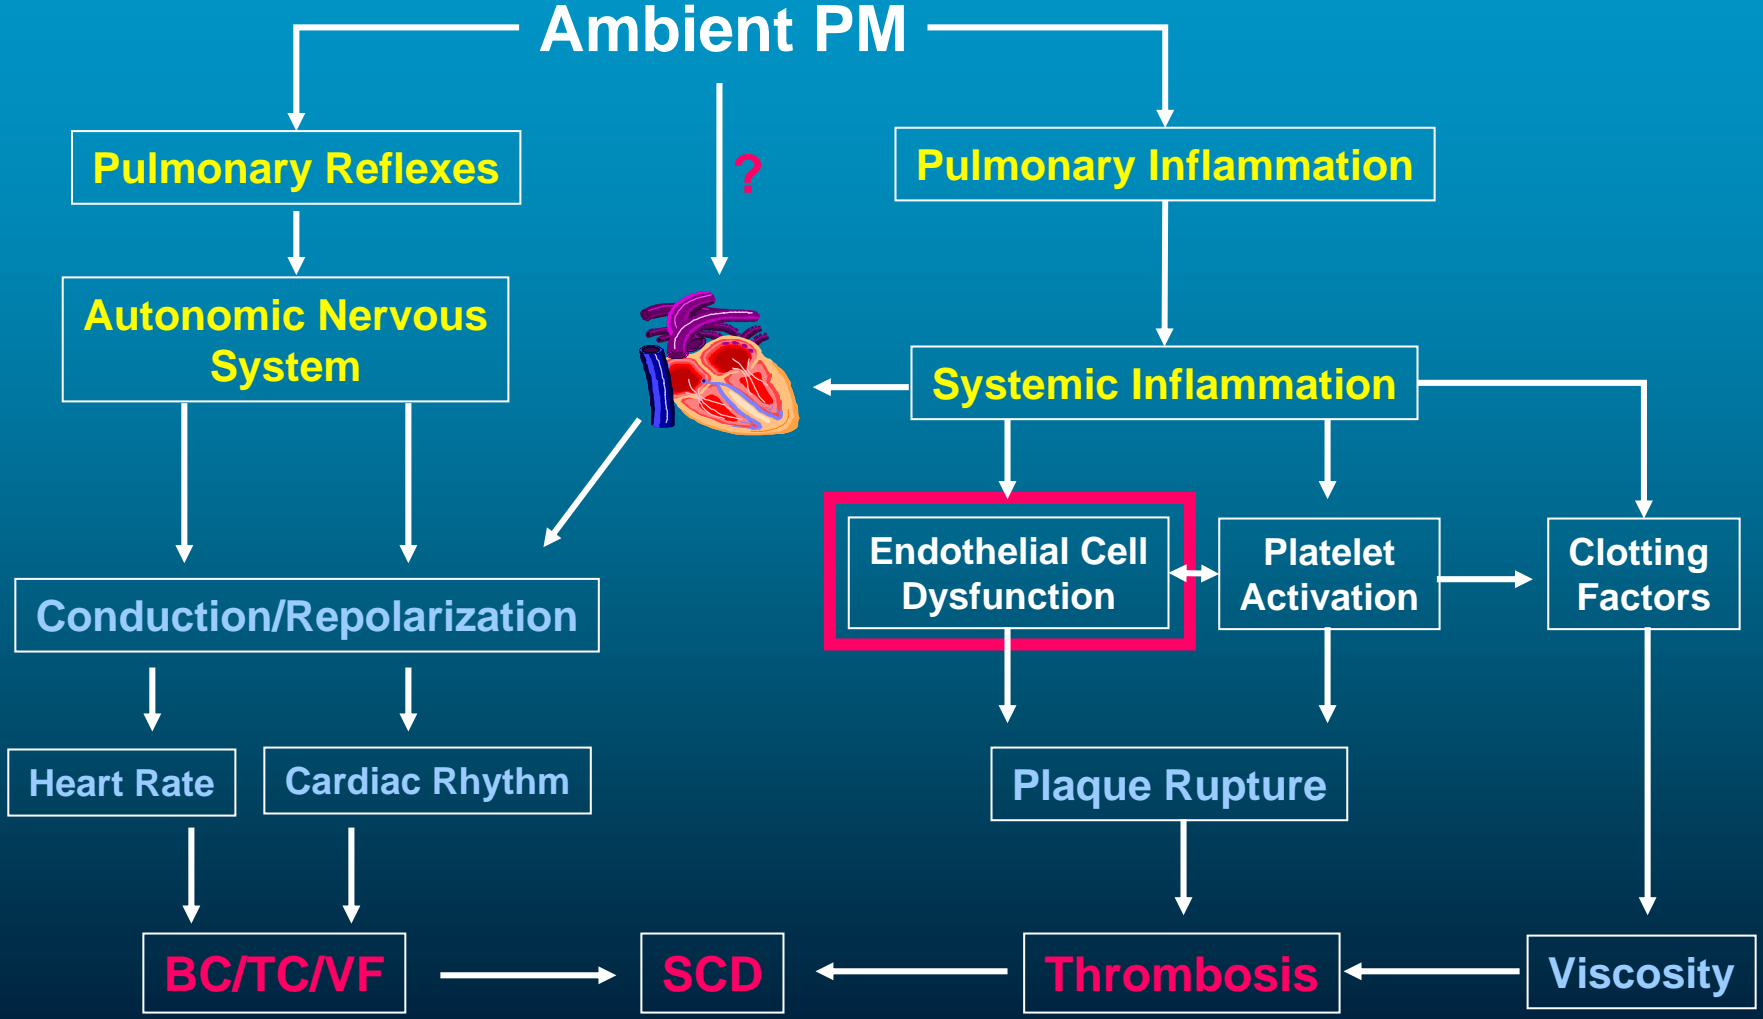 Ambient PM
Pulmonary Reflexes
?
Pulmonary Inflammation
Autonomic Nervous
System
Systemic Inflammation
Endothelial Cell
Dysfunction
Platelet
Activation
Clotting
Factors
Conduction/Repolarization
Heart Rate
Cardiac Rhythm
Plaque Rupture
BC/TC/VF
SCD
Thrombosis
Viscosity